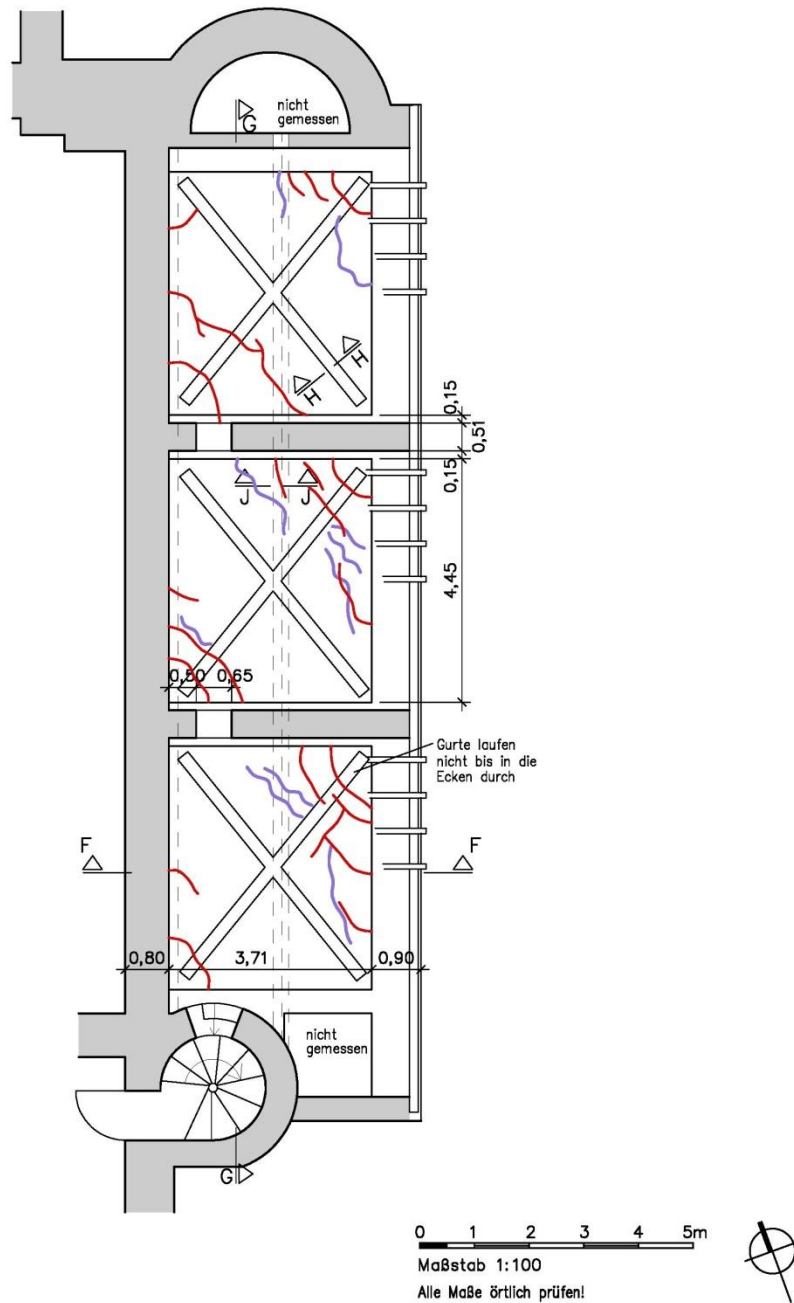 nicht
gemessen
G
H
H
0,15
0,51
0,15
J
J
4,45
0,50
0,65
Gurte laufen
nicht bis in die
Ecken durch
F
F
0,80
3,71
0,90
nicht
gemessen
G
0
1
2
3
4
5m
Maßstab 1:100
Alle Maße örtlich prüfen!